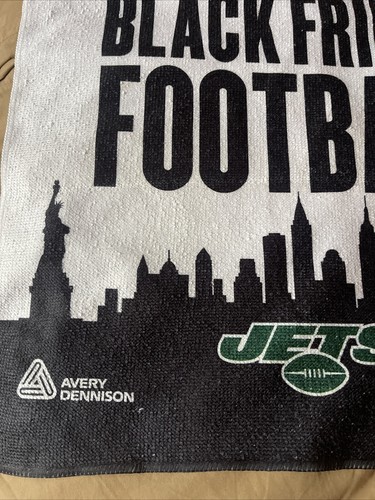 BLACK FRI
FOOTB
JETS
AVERY
DENNISON